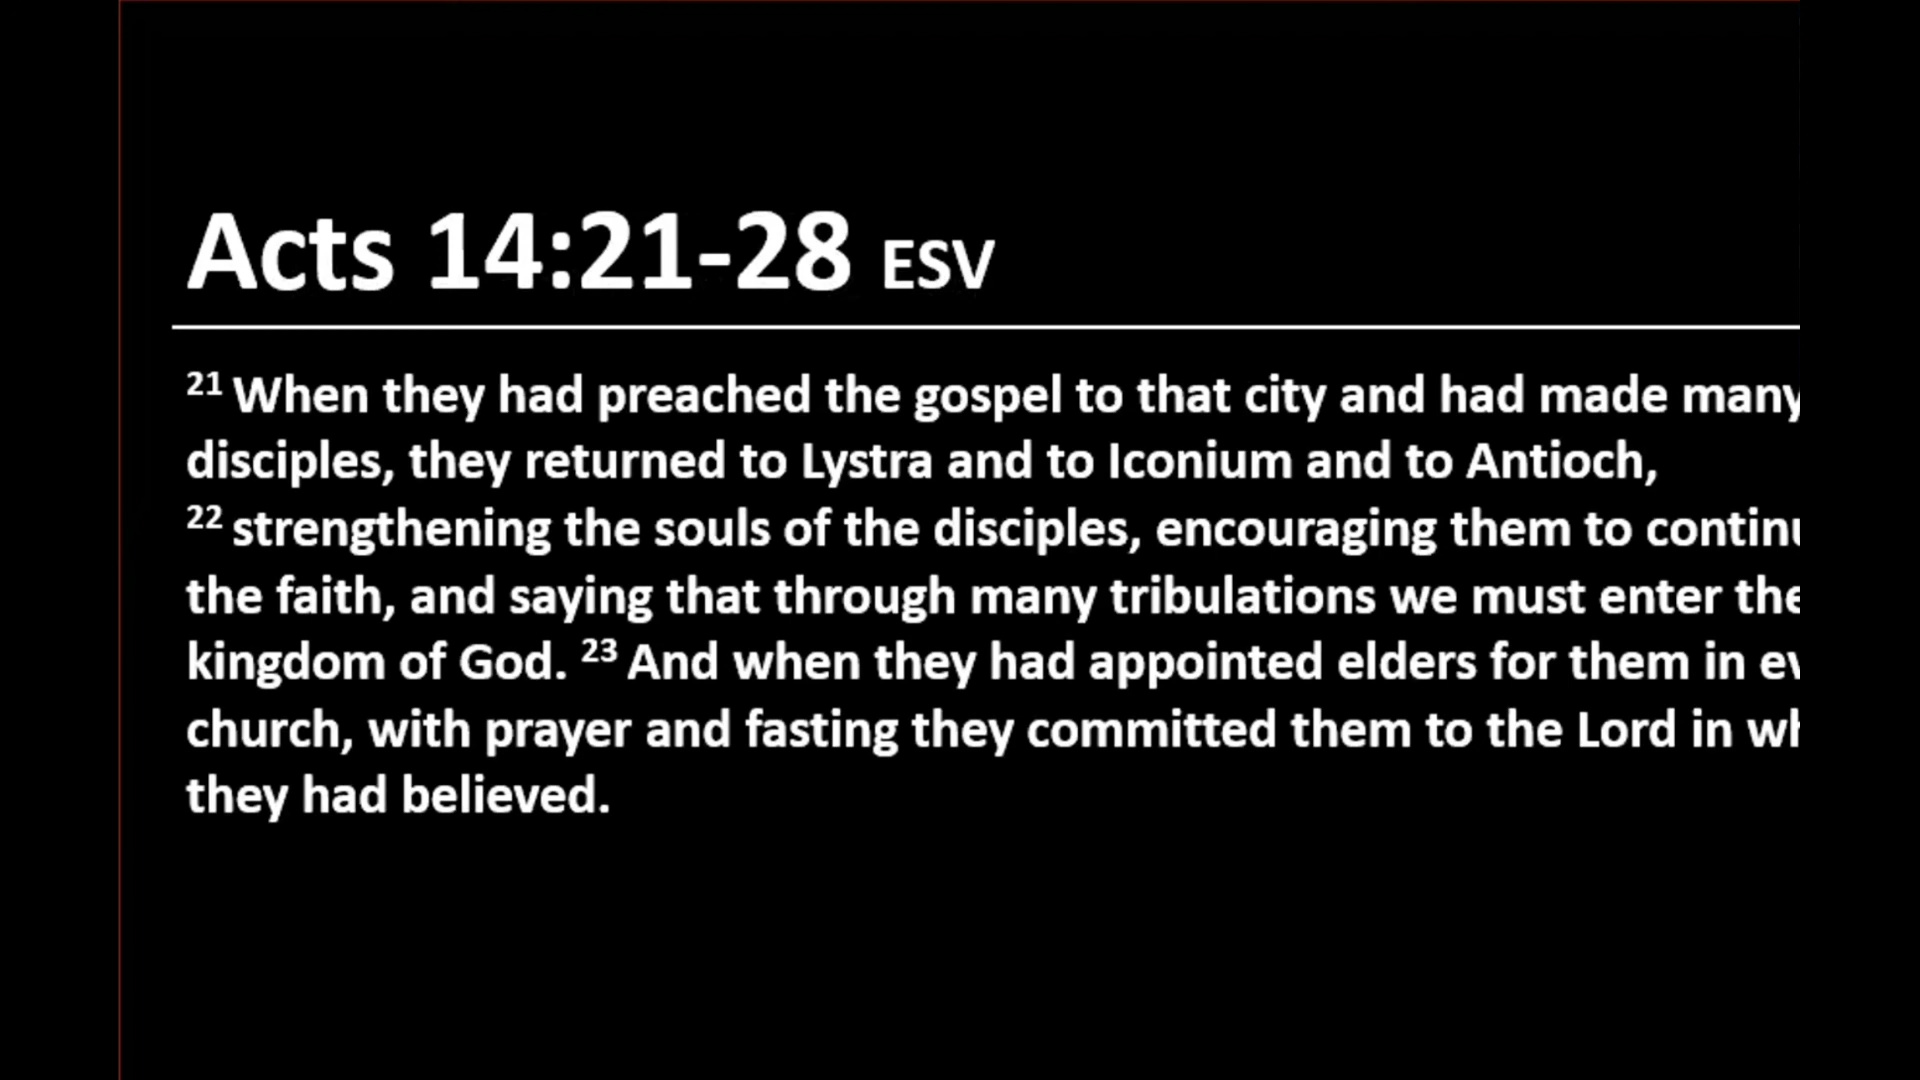 Acts 14:21-28 ESV
21 When they had preached the gospel to that city and had made many
disciples, they returned to Lystra and to Iconium and to Antioch,
22 strengthening the souls of the disciples, encouraging them to
the faith, and saying that through many tribulations we must enter the
kingdom of God. 23 And when they had appointed elders for them in
church, with prayer and fasting they committed them to the Lord in
they had believed.